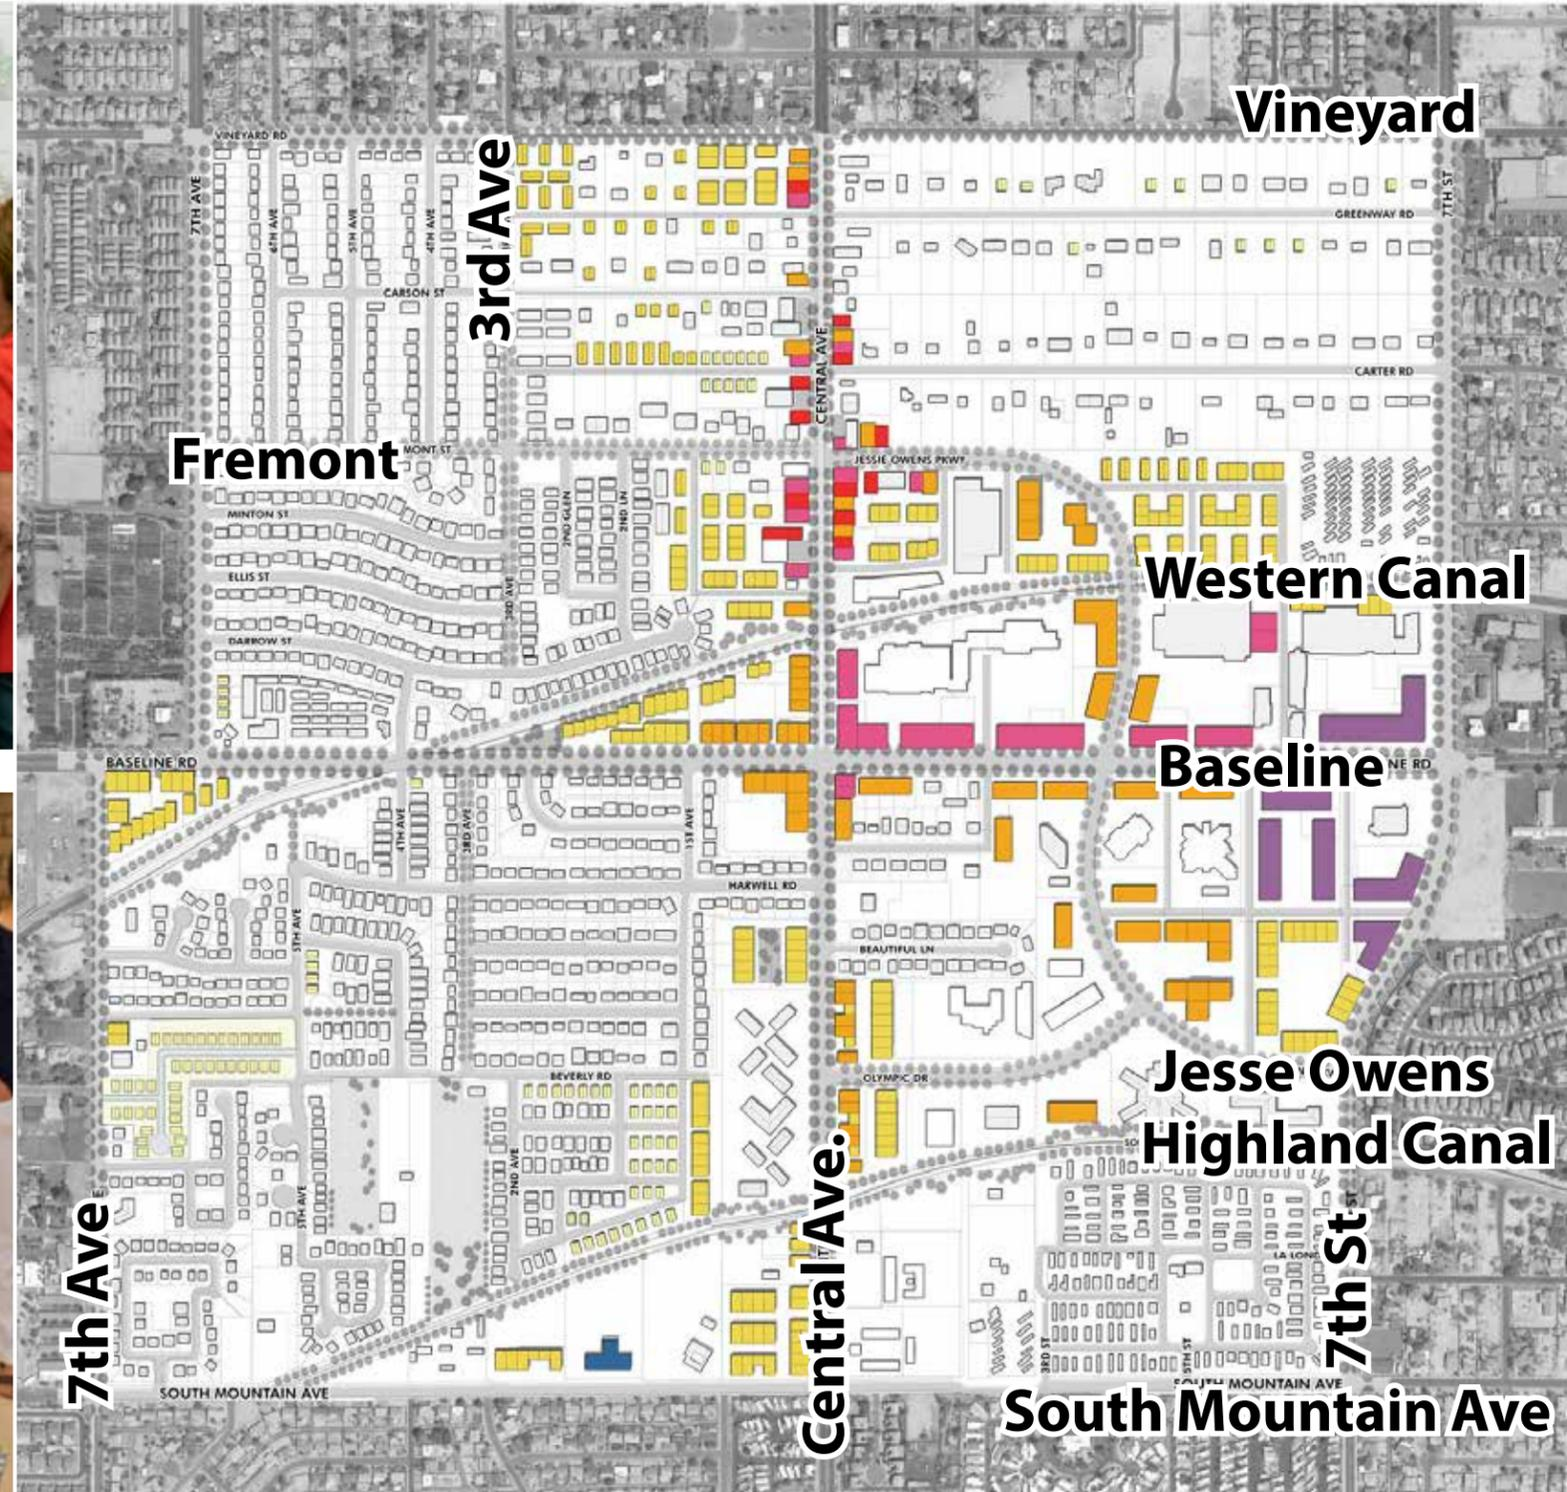 Vineyard
VINEYARD RD
7TH AVE
6TH AVE
5TH AVE
4TH AVE
3rd Ave
7TH ST
GREENWAY RD
CARSON ST
CENTRAL AVE
CARTER RD
Fremont
MONT ST
JESSIE OWENS PKWY
MINTON ST
2ND GLN
2ND LN
ELLIS ST
3RD AVE
Western Canal
DARROW ST
BASELINE RD
Baseline
NE RD
4TH AVE
3RD AVE
1ST AVE
HARWELL RD
5TH AVE
BEAUTIFUL LN
BEVERLY RD
OLYMPIC DR
Jesse Owens
Highland Canal
SO
2ND AVE
5TH AVE
7th Ave
Central Ave.
7th St
ST
LA LONG
3RD ST
5TH ST
SOUTH MOUNTAIN AVE
SOUTH MOUNTAIN AVE
South Mountain Ave